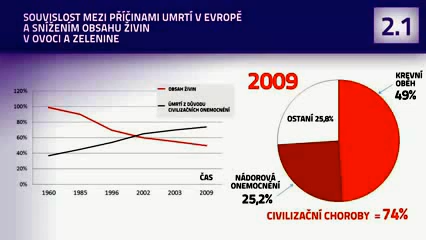 SOUVISLOST MEZI PŘÍČINAMI UMRTÍ V EVROPĚ
A SNÍŽENÍM OBSAHU ŽIVIN
V OVOCI A ZELENINE
2.1
120%
100%
80%
60%
40%
20%
0%
1960
1985
1996
2002
2003
2009
ČAS
OBSAH ŽIVIN
ÚMRTÍ Z DŮVODU
CIVILIZAČNÍCH ONEMOCNĚNÍ
2009
KREVNÍ
OBĚH
49%
OSTANÍ 25,8%
NÁDOROVÁ
ONEMOCNĚNÍ
25,2%
CIVILIZAČNÍ CHOROBY = 74%